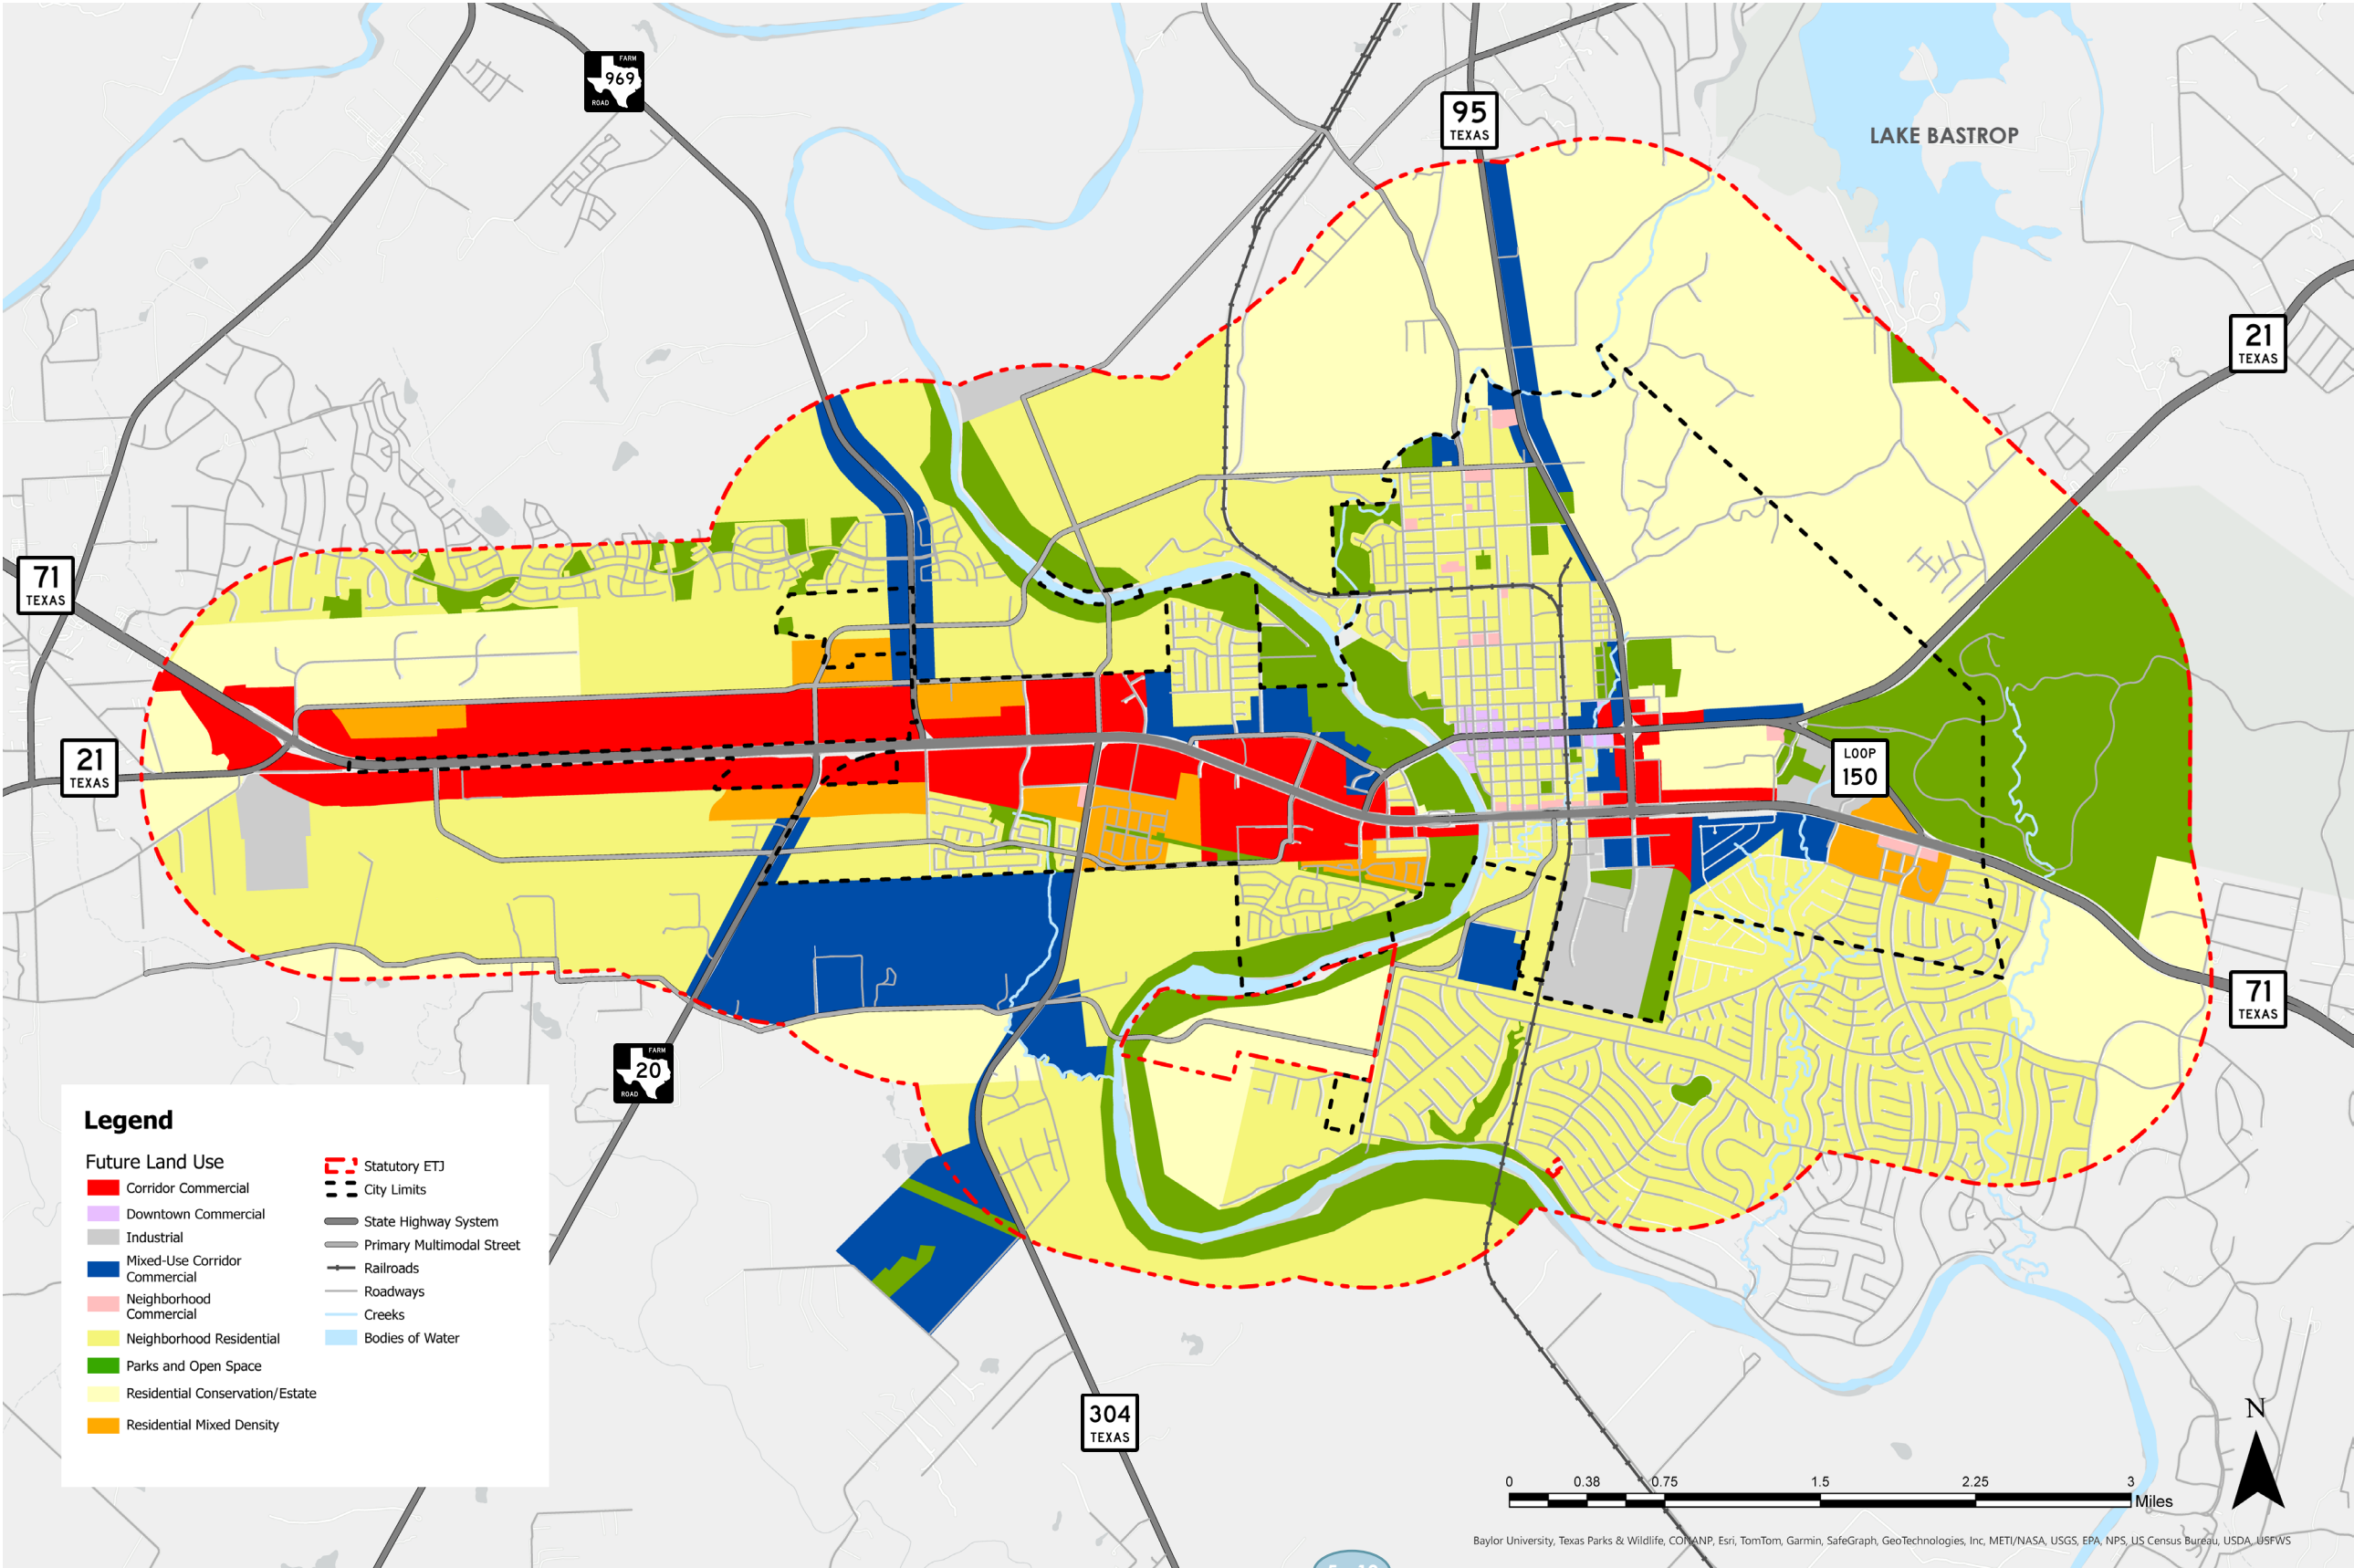 FARM
969
ROAD
95
TEXAS
LAKE BASTROP
21
TEXAS
71
TEXAS
21
TEXAS
LOOP
150
71
TEXAS
FARM
20
ROAD
304
TEXAS
Legend
Future Land Use
Corridor Commercial
Downtown Commercial
Industrial
Mixed-Use Corridor
Commercial
Neighborhood
Commercial
Neighborhood Residential
Parks and Open Space
Residential Conservation/Estate
Residential Mixed Density
Statutory ETJ
City Limits
State Highway System
Primary Multimodal Street
Railroads
Roadways
Creeks
Bodies of Water
N
0 0.38 0.75 1.5 2.25 3
Miles
Baylor University, Texas Parks & Wildlife, CONANP, Esri, TomTom, Garmin, SafeGraph, GeoTechnologies, Inc, METI/NASA, USGS, EPA, NPS, US Census Bureau, USDA, USFWS